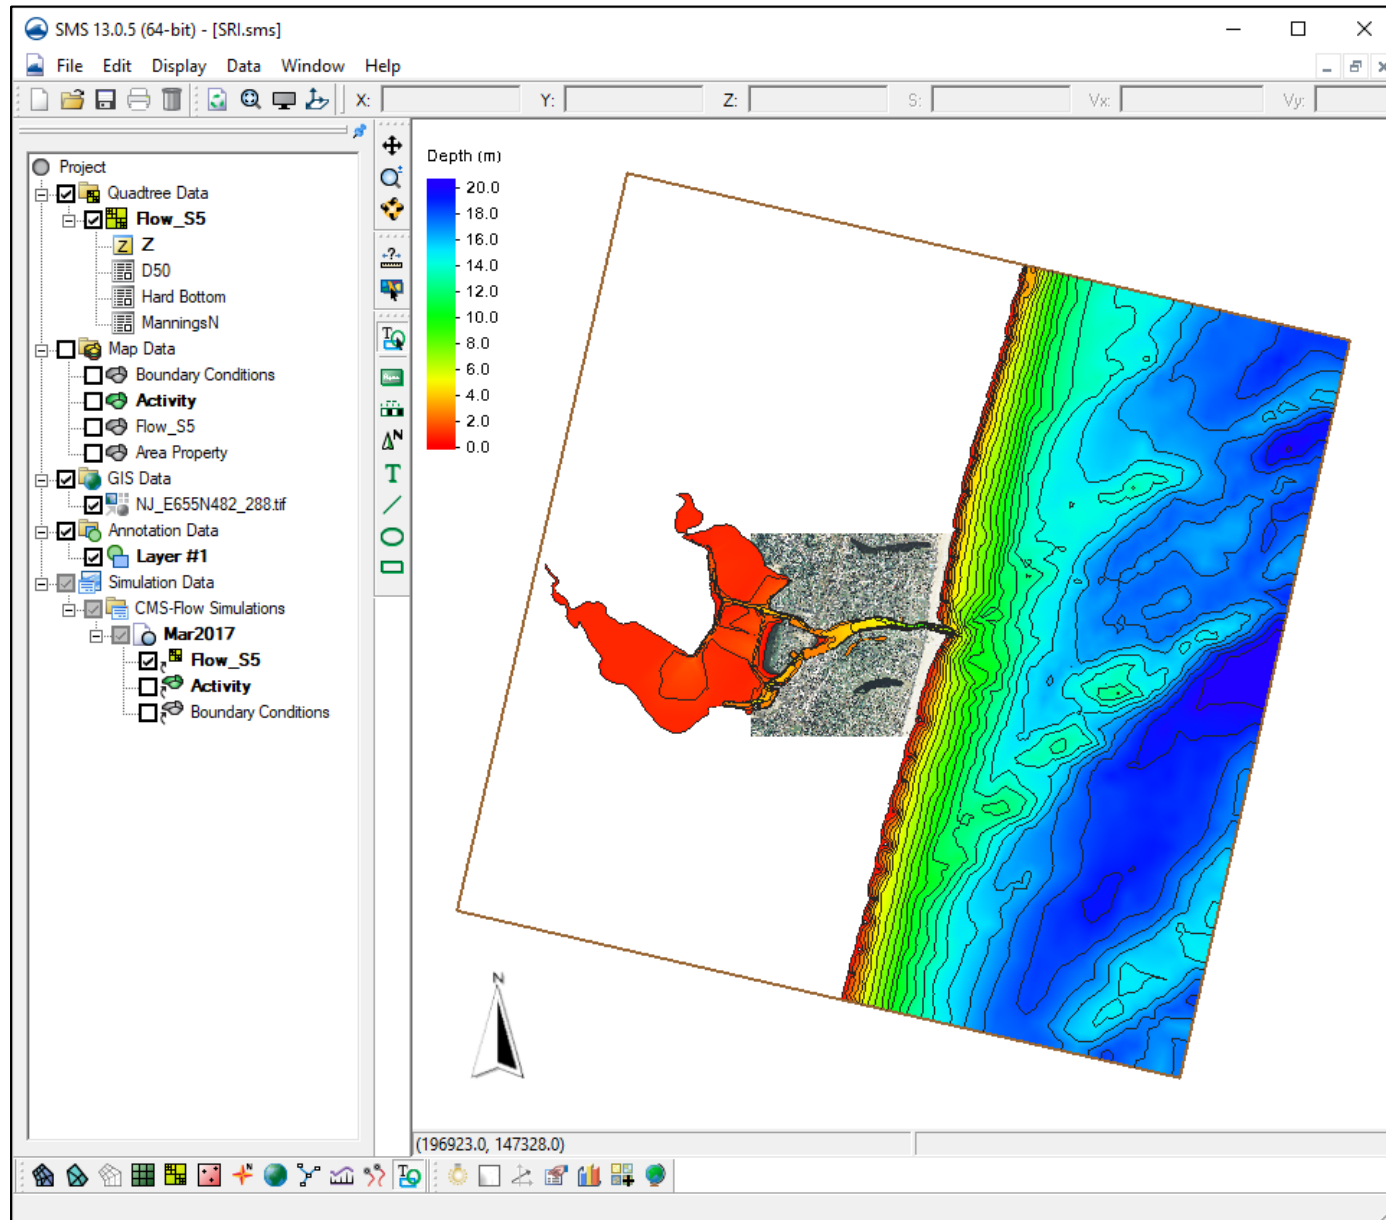 SMS 13.0.5 (64-bit) - [SRI.sms]
File Edit Display Data Window Help
X: Y: Z: S: Vx: Vy:
Project
Quadtree Data
Flow_S5
Z Z
D50
Hard Bottom
ManningsN
Map Data
Boundary Conditions
Activity
Flow_S5
Area Property
GIS Data
NJ_E655N482_288.tif
Annotation Data
Layer #1
Simulation Data
CMS-Flow Simulations
Mar2017
Flow_S5
Activity
Boundary Conditions
Depth (m)
20.0
18.0
16.0
14.0
12.0
10.0
8.0
6.0
4.0
2.0
0.0
N
(196923.0, 147328.0)